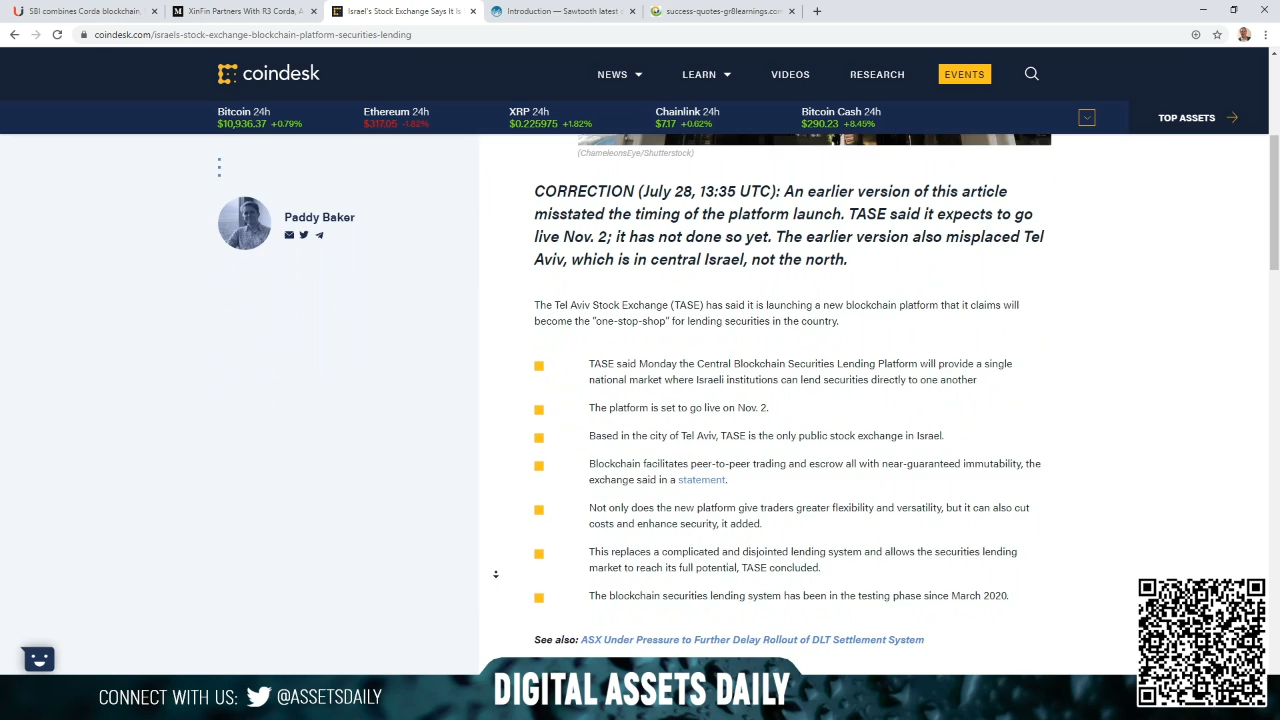 SBI combines Corda blockchain,
XinFin Partners With R3 Corda, A
Israel's Stock Exchange Says It Is
Introduction — Sawtooth latest
success-quotes-gr8learnings.com
coindesk.com/israels-stock-exchange-blockchain-platform-securities-lending
coindesk
NEWS
LEARN
VIDEOS
RESEARCH
EVENTS
Bitcoin 24h
$10,936.37 +0.79%
Ethereum 24h
$317.05 -1.82%
XRP 24h
$0.225975 +1.82%
Chainlink 24h
$7.17 +0.62%
Bitcoin Cash 24h
$290.23 +8.45%
TOP ASSETS
(ChameleonsEye/Shutterstock)
Paddy Baker
CORRECTION (July 28, 13:35 UTC): An earlier version of this article
misstated the timing of the platform launch. TASE said it expects to go
live Nov. 2; it has not done so yet. The earlier version also misplaced Tel
Aviv, which is in central Israel, not the north.
The Tel Aviv Stock Exchange (TASE) has said it is launching a new blockchain platform that it claims will
become the "one-stop-shop" for lending securities in the country.
TASE said Monday the Central Blockchain Securities Lending Platform will provide a single
national market where Israeli institutions can lend securities directly to one another
The platform is set to go live on Nov. 2.
Based in the city of Tel Aviv, TASE is the only public stock exchange in Israel.
Blockchain facilitates peer-to-peer trading and escrow all with near-guaranteed immutability, the
exchange said in a statement.
Not only does the new platform give traders greater flexibility and versatility, but it can also cut
costs and enhance security, it added.
This replaces a complicated and disjointed lending system and allows the securities lending
market to reach its full potential, TASE concluded.
The blockchain securities lending system has been in the testing phase since March 2020.
See also: ASX Under Pressure to Further Delay Rollout of DLT Settlement System
CONNECT WITH US: @ASSETSDAILY
DIGITAL ASSETS DAILY